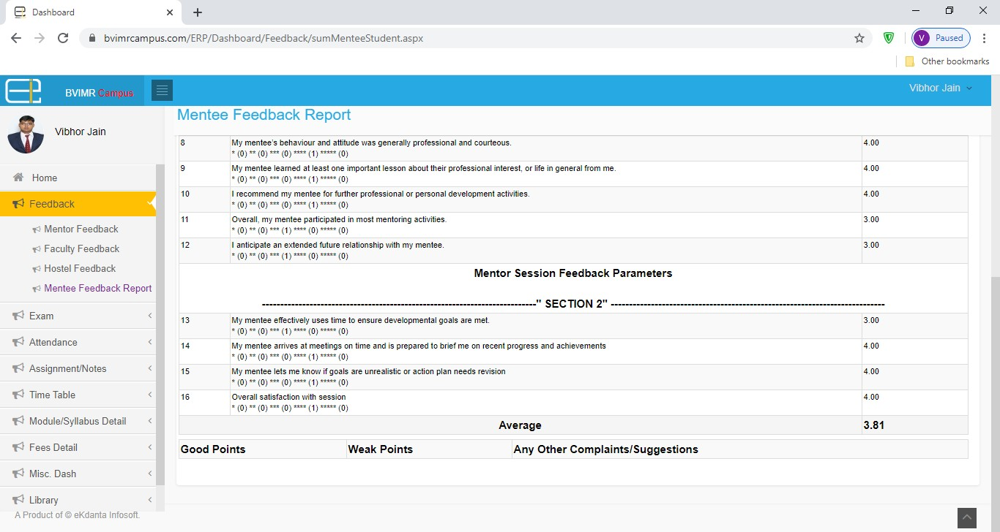 Dashboard
bvimrcampus.com/ERP/Dashboard/Feedback/sumMenteeStudent.aspx
V Paused
Other bookmarks
BVIMR Campus
Vibhor Jain
Vibhor Jain
Home
Feedback
Mentor Feedback
Faculty Feedback
Hostel Feedback
Mentee Feedback Report
Exam
Attendance
Assignment/Notes
Time Table
Module/Syllabus Detail
Fees Detail
Misc. Dash
Library
A Product of © eKdanta Infosoft.
Mentee Feedback Report
8 My mentee's behaviour and attitude was generally professional and courteous. 4.00
* (0) ** (0) *** (0) **** (1) ***** (0)
9 My mentee learned at least one important lesson about their professional interest, or life in general from me. 4.00
* (0) ** (0) *** (0) **** (1) ***** (0)
10 I recommend my mentee for further professional or personal development activities. 4.00
* (0) ** (0) *** (0) **** (1) ***** (0)
11 Overall, my mentee participated in most mentoring activities. 3.00
* (0) ** (0) *** (1) **** (0) ***** (0)
12 I anticipate an extended future relationship with my mentee. 3.00
* (0) ** (0) *** (1) **** (0) ***** (0)
Mentor Session Feedback Parameters
---------------------------------------------------------------------------" SECTION 2" ---------------------------------------------------------------------------
13 My mentee effectively uses time to ensure developmental goals are met. 3.00
* (0) ** (0) *** (1) **** (0) ***** (0)
14 My mentee arrives at meetings on time and is prepared to brief me on recent progress and achievements 4.00
* (0) ** (0) *** (0) **** (1) ***** (0)
15 My mentee lets me know if goals are unrealistic or action plan needs revision 4.00
* (0) ** (0) *** (0) **** (1) ***** (0)
16 Overall satisfaction with session 4.00
* (0) ** (0) *** (0) **** (1) ***** (0)
Average 3.81
Good Points Weak Points Any Other Complaints/Suggestions